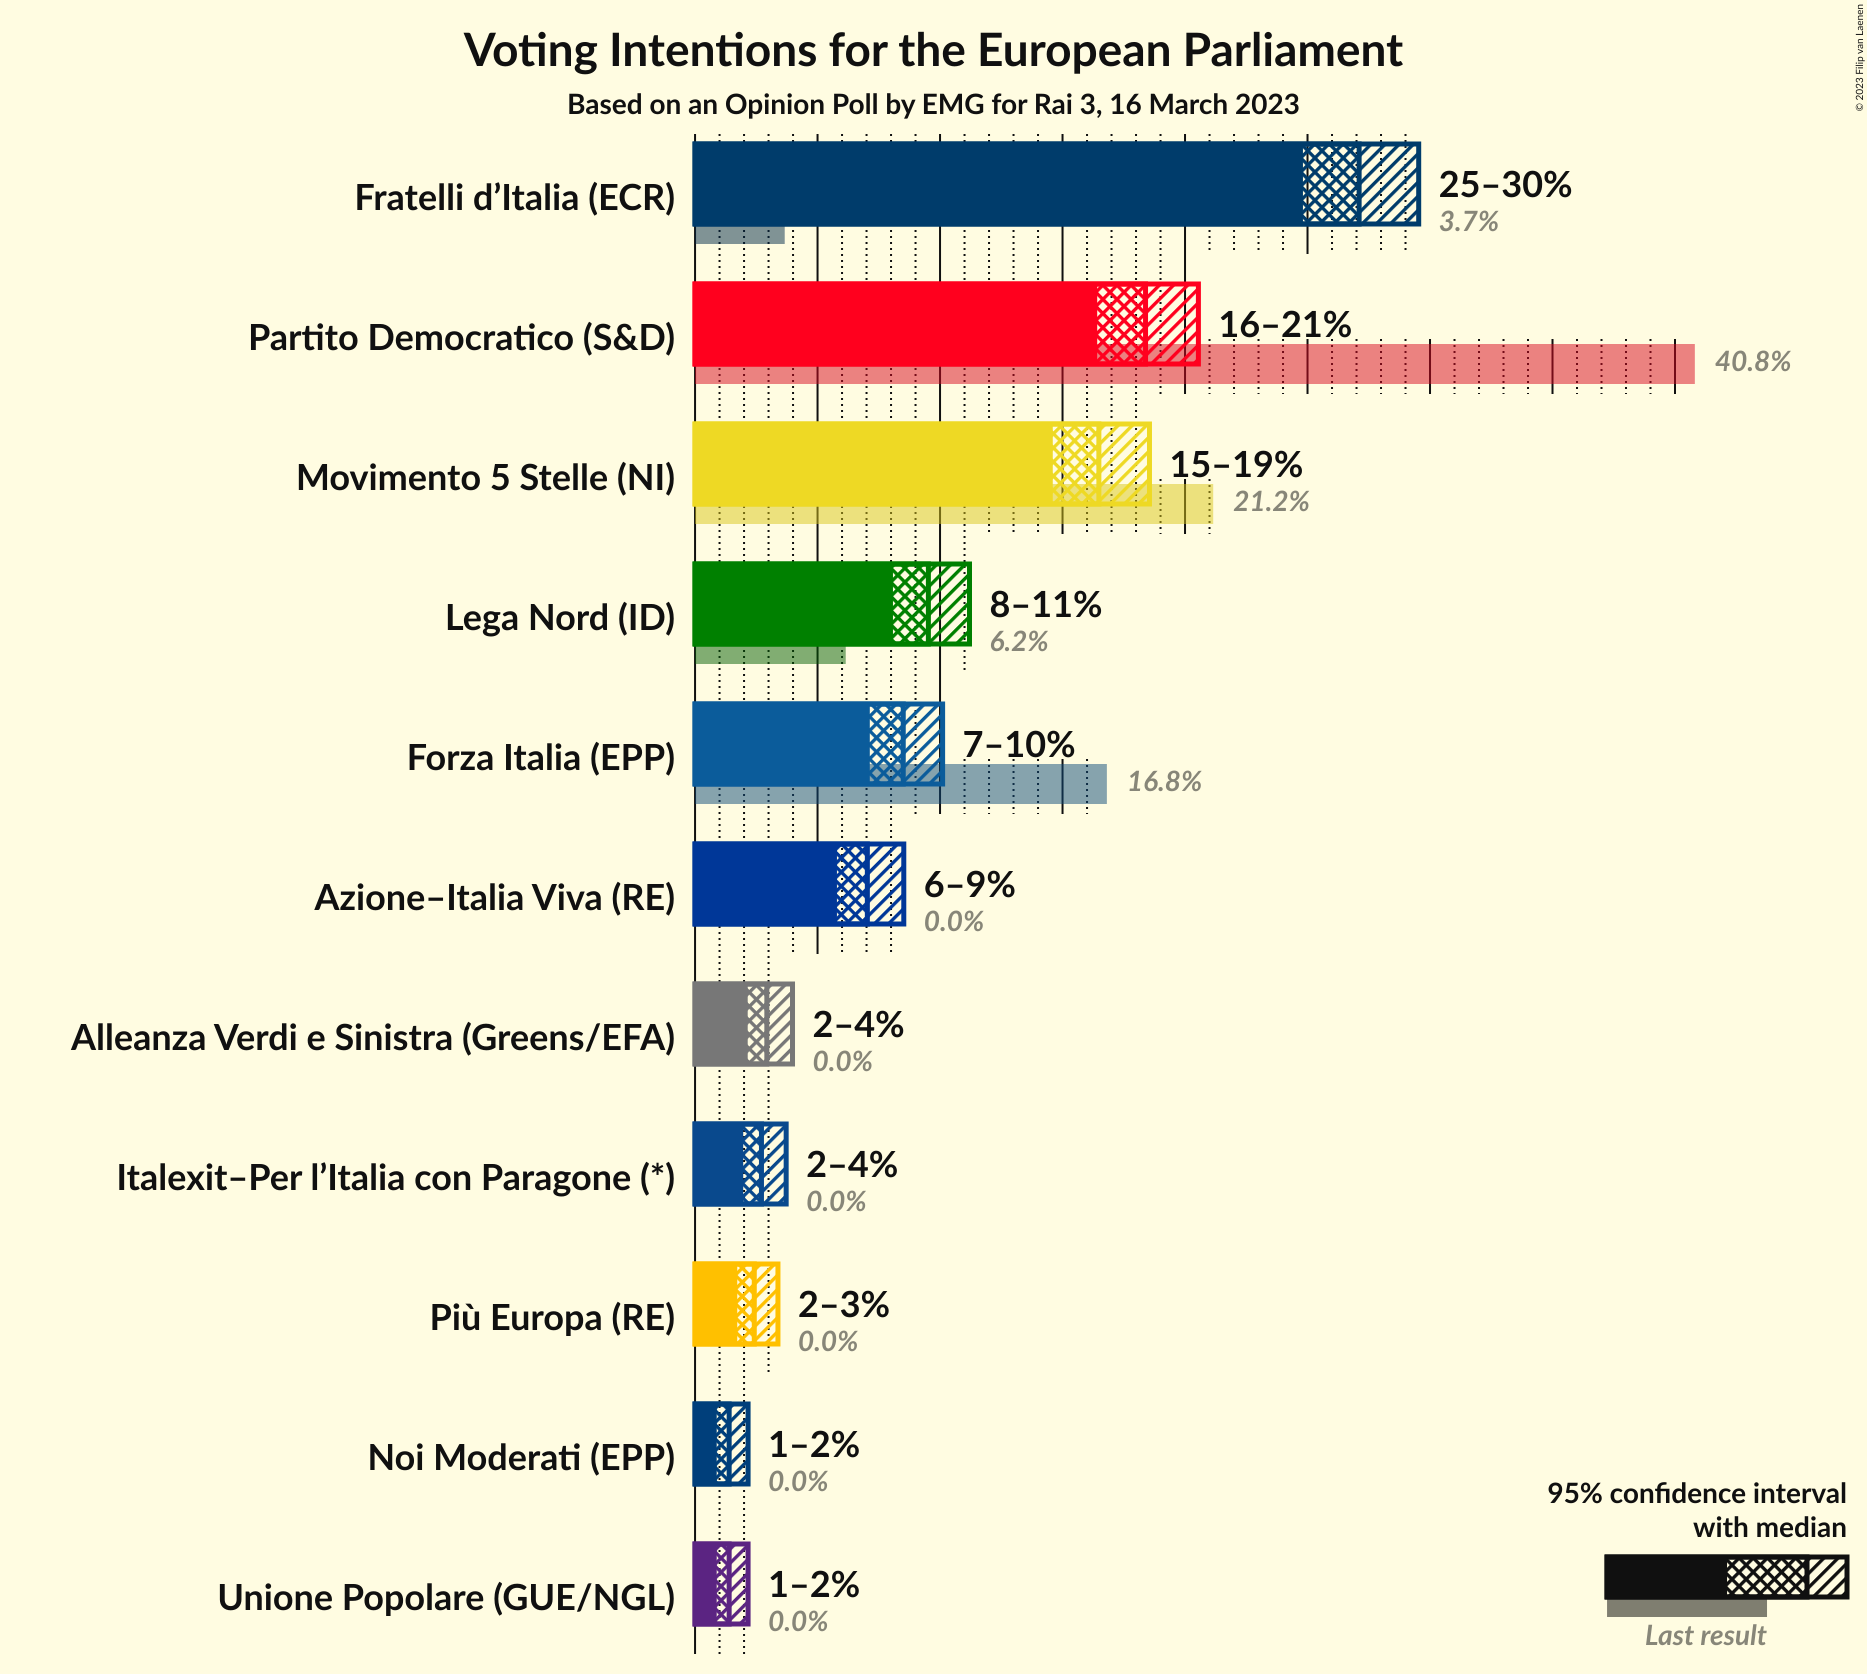 Voting Intentions for the European Parliament
Based on an Opinion Poll by EMG for Rai 3, 16 March 2023
© 2023 Filip van Laenen
Fratelli d’Italia (ECR)
25–30%
3.7%
Partito Democratico (S&D)
16–21%
40.8%
Movimento 5 Stelle (NI)
15–19%
21.2%
Lega Nord (ID)
8–11%
6.2%
Forza Italia (EPP)
7–10%
16.8%
Azione–Italia Viva (RE)
6–9%
0.0%
Alleanza Verdi e Sinistra (Greens/EFA)
2–4%
0.0%
Italexit–Per l’Italia con Paragone (*)
2–4%
0.0%
Più Europa (RE)
2–3%
0.0%
Noi Moderati (EPP)
1–2%
0.0%
Unione Popolare (GUE/NGL)
1–2%
0.0%
95% confidence interval
with median
Last result